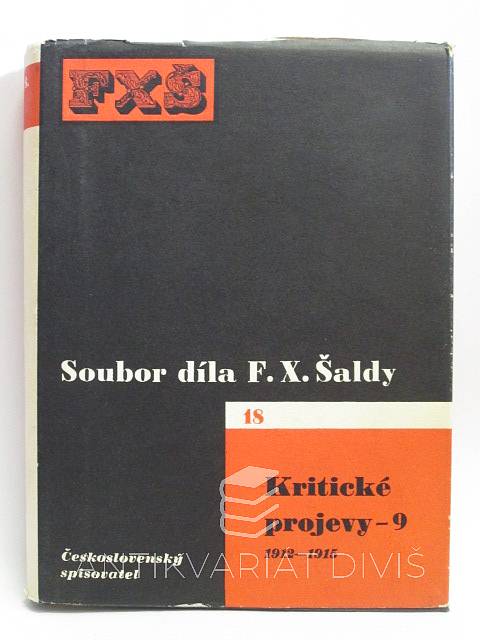 FXŠ
Soubor díla F. X. Šaldy
18
Kritické
projevy – 9
1912—1915
Československý
spisovatel
ANTIKVARIÁT DIVIŠ